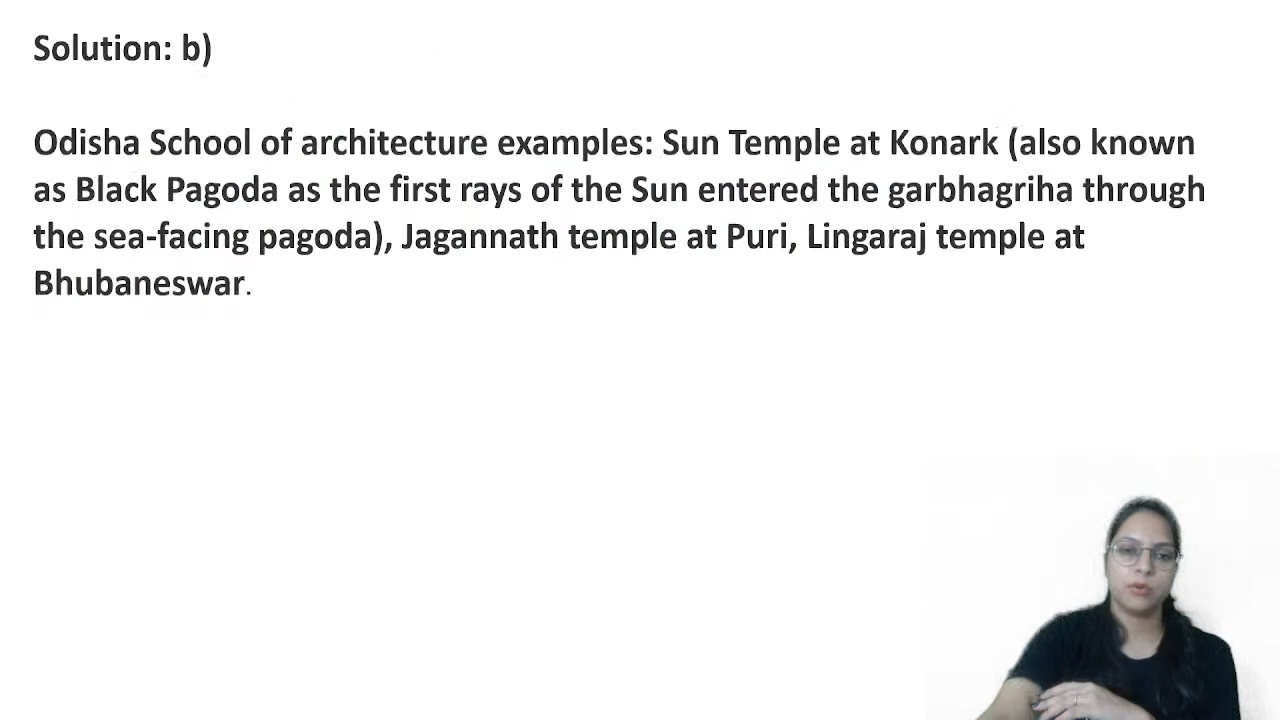 Solution: b)
Odisha School of architecture examples: Sun Temple at Konark (also known
as Black Pagoda as the first rays of the Sun entered the garbhagriha through
the sea-facing pagoda), Jagannath temple at Puri, Lingaraj temple at
Bhubaneswar.